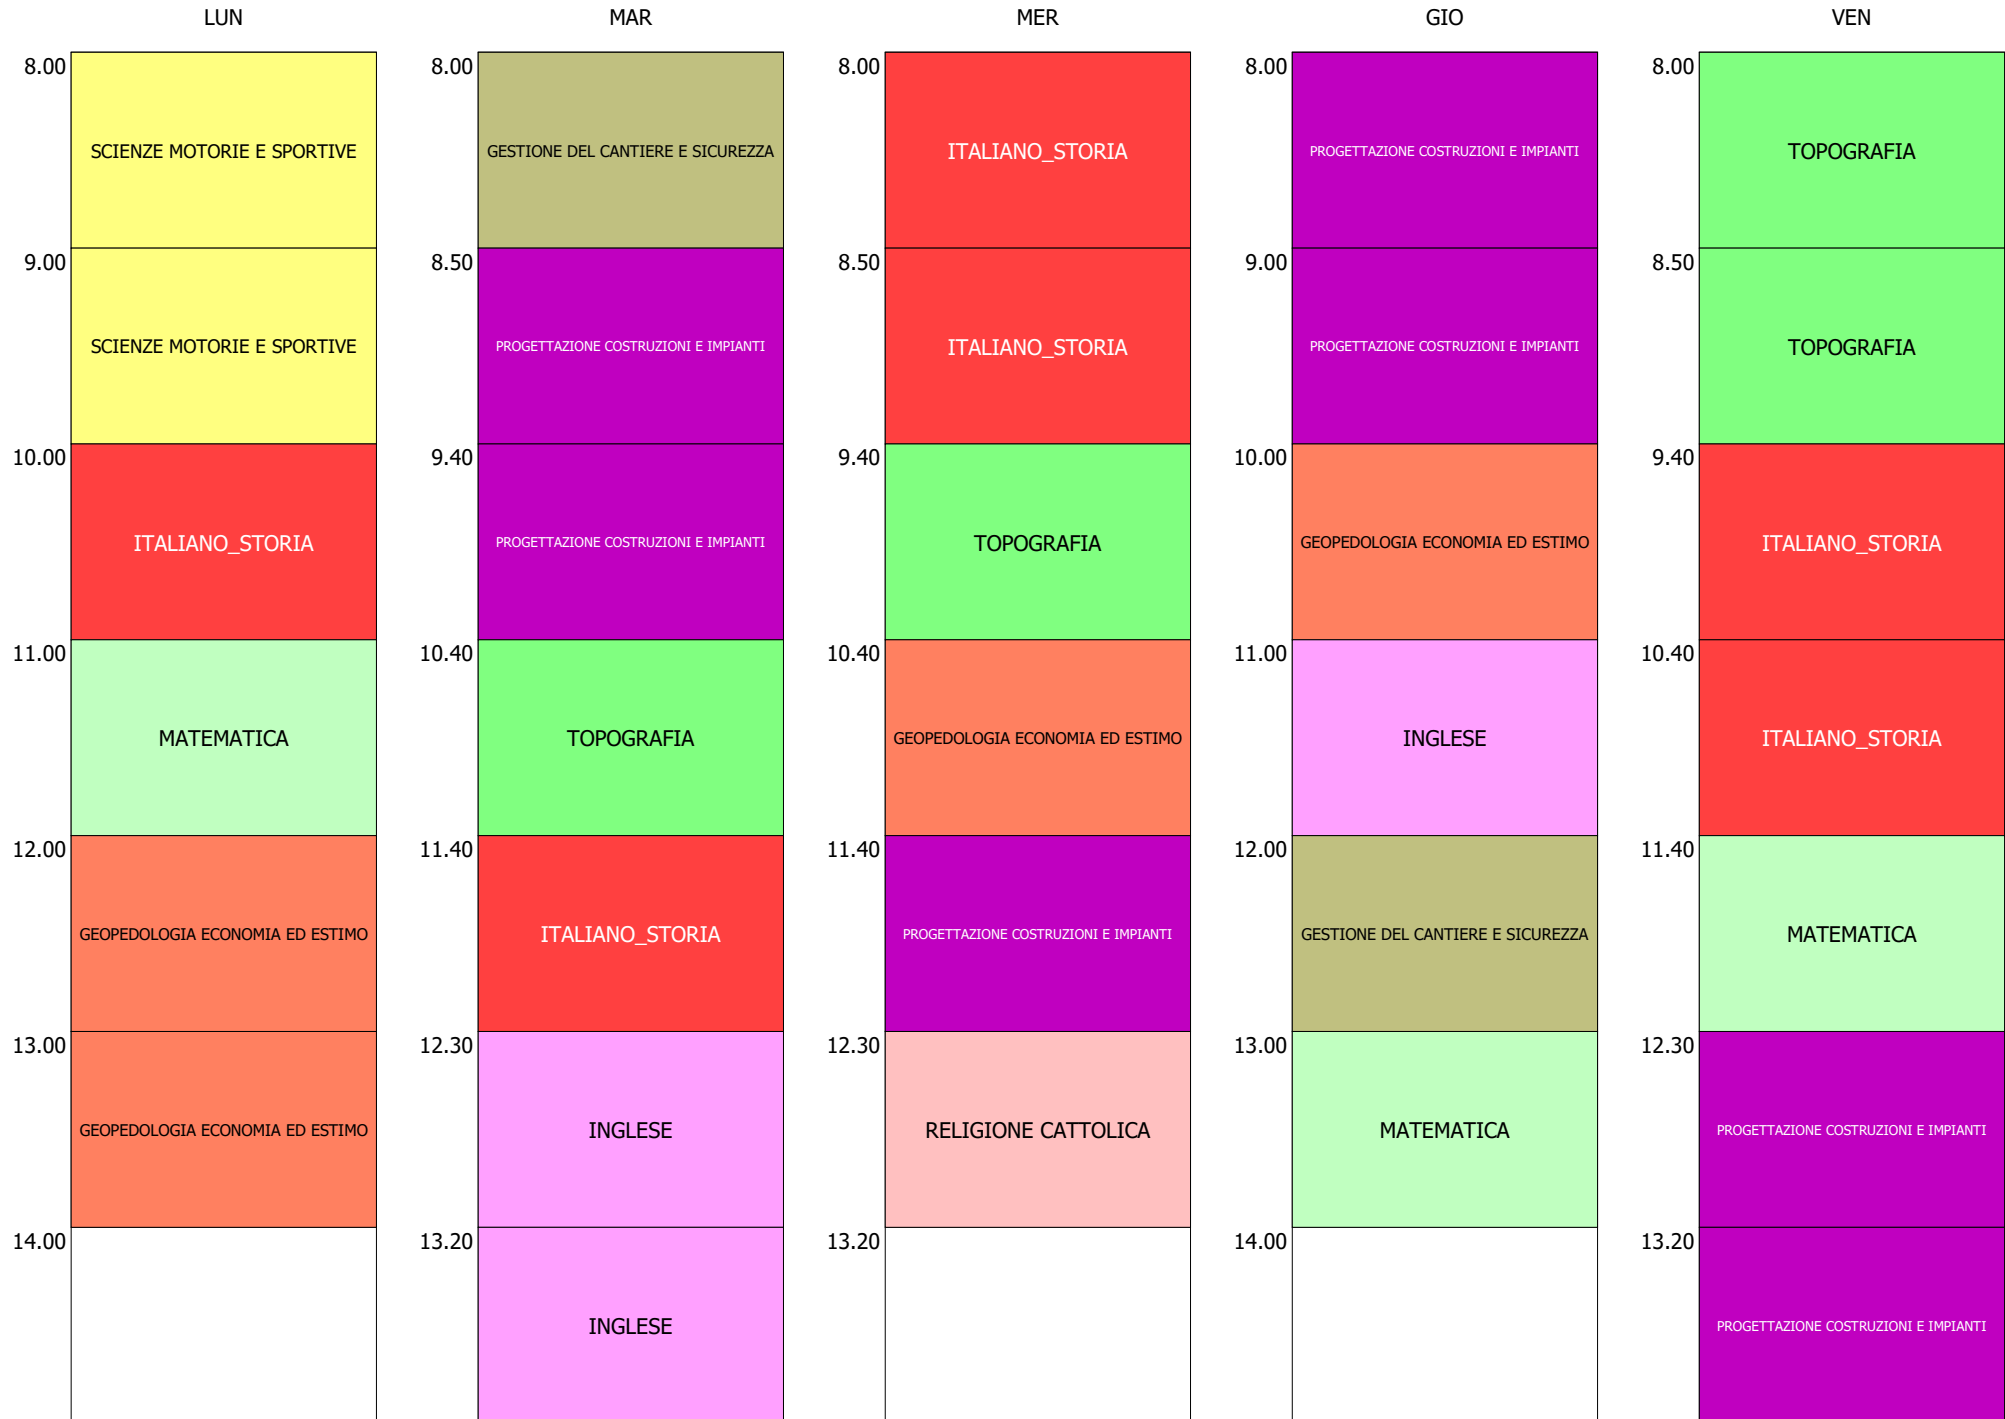 LUN MAR MER GIO VEN
8.00 SCIENZE MOTORIE E SPORTIVE 8.00 GESTIONE DEL CANTIERE E SICUREZZA 8.00 ITALIANO_STORIA 8.00 PROGETTAZIONE COSTRUZIONI E IMPIANTI 8.00 TOPOGRAFIA
9.00 SCIENZE MOTORIE E SPORTIVE 8.50 PROGETTAZIONE COSTRUZIONI E IMPIANTI 8.50 ITALIANO_STORIA 9.00 PROGETTAZIONE COSTRUZIONI E IMPIANTI 8.50 TOPOGRAFIA
10.00 ITALIANO_STORIA 9.40 PROGETTAZIONE COSTRUZIONI E IMPIANTI 9.40 TOPOGRAFIA 10.00 GEOPEDOLOGIA ECONOMIA ED ESTIMO 9.40 ITALIANO_STORIA
11.00 MATEMATICA 10.40 TOPOGRAFIA 10.40 GEOPEDOLOGIA ECONOMIA ED ESTIMO 11.00 INGLESE 10.40 ITALIANO_STORIA
12.00 GEOPEDOLOGIA ECONOMIA ED ESTIMO 11.40 ITALIANO_STORIA 11.40 PROGETTAZIONE COSTRUZIONI E IMPIANTI 12.00 GESTIONE DEL CANTIERE E SICUREZZA 11.40 MATEMATICA
13.00 GEOPEDOLOGIA ECONOMIA ED ESTIMO 12.30 INGLESE 12.30 RELIGIONE CATTOLICA 13.00 MATEMATICA 12.30 PROGETTAZIONE COSTRUZIONI E IMPIANTI
14.00 13.20 INGLESE 13.20 14.00 13.20 PROGETTAZIONE COSTRUZIONI E IMPIANTI